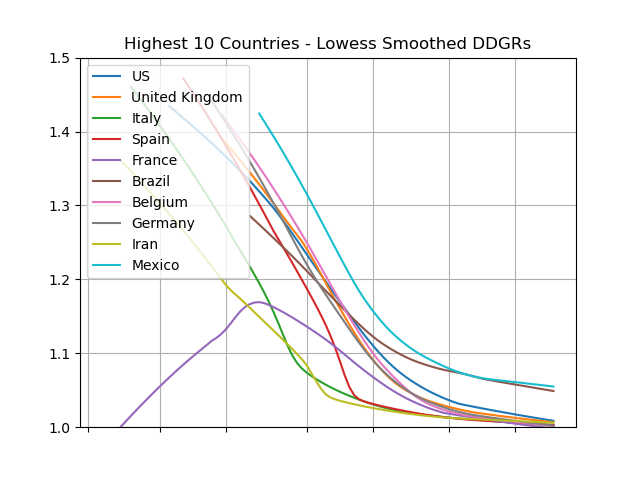 Highest 10 Countries - Lowess Smoothed DDGRs
1.5
1.4
1.3
1.2
1.1
1.0
US
United Kingdom
Italy
Spain
France
Brazil
Belgium
Germany
Iran
Mexico